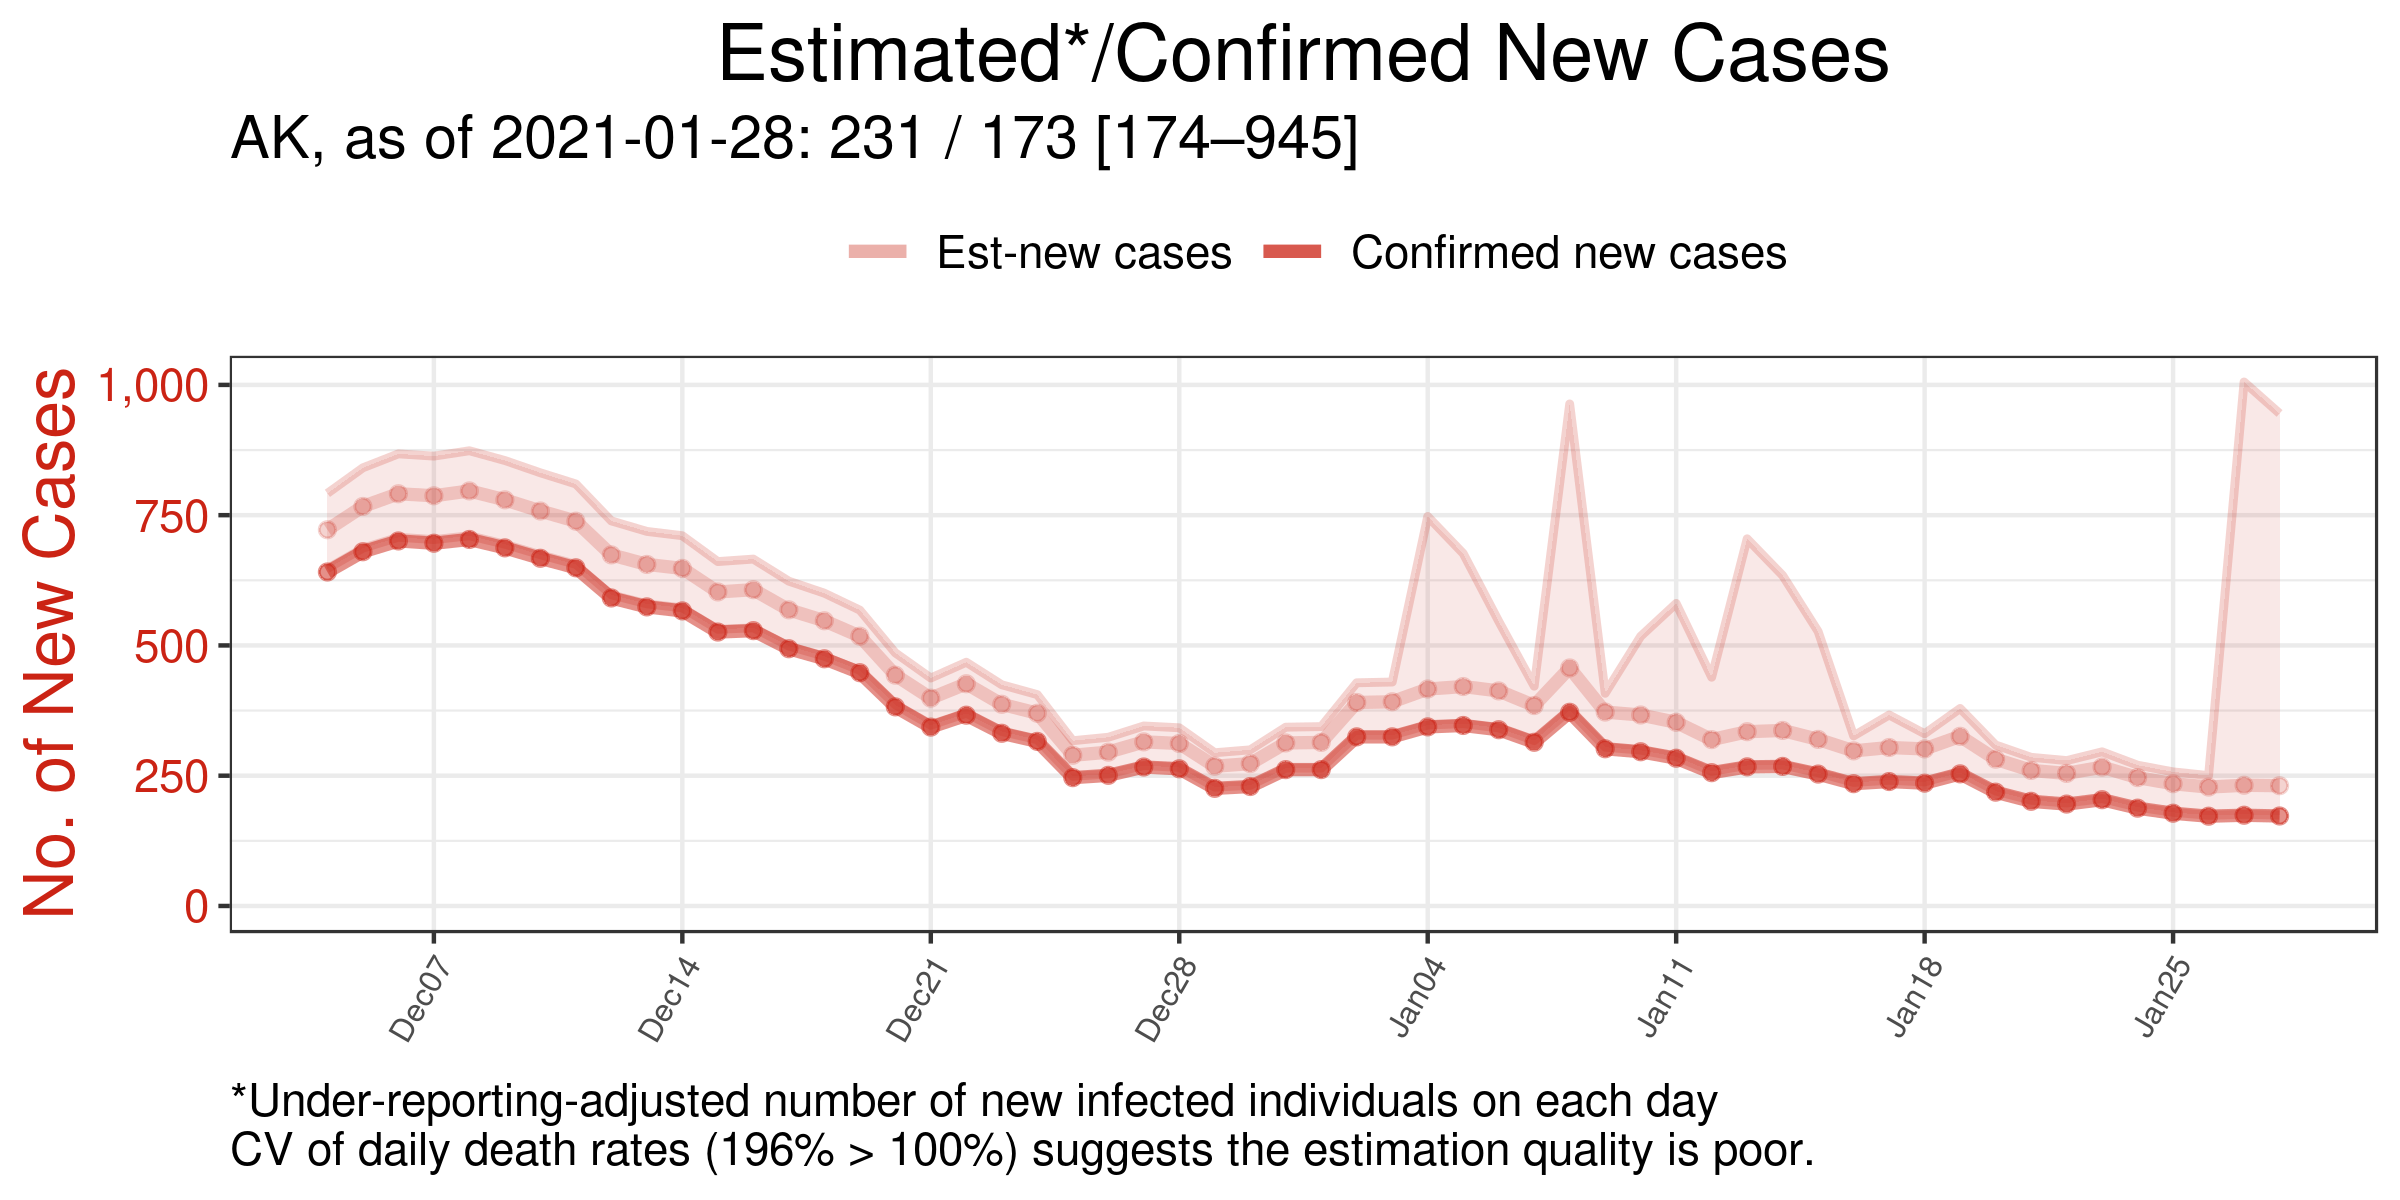 Estimated*/Confirmed New Cases
AK, as of 2021-01-28: 231 / 173 [174–945]
Est-new cases
Confirmed new cases
No. of New Cases
1,000
750
500
250
0
Dec07
Dec14
Dec21
Dec28
Jan04
Jan11
Jan18
Jan25
*Under-reporting-adjusted number of new infected individuals on each day
CV of daily death rates (196% > 100%) suggests the estimation quality is poor.